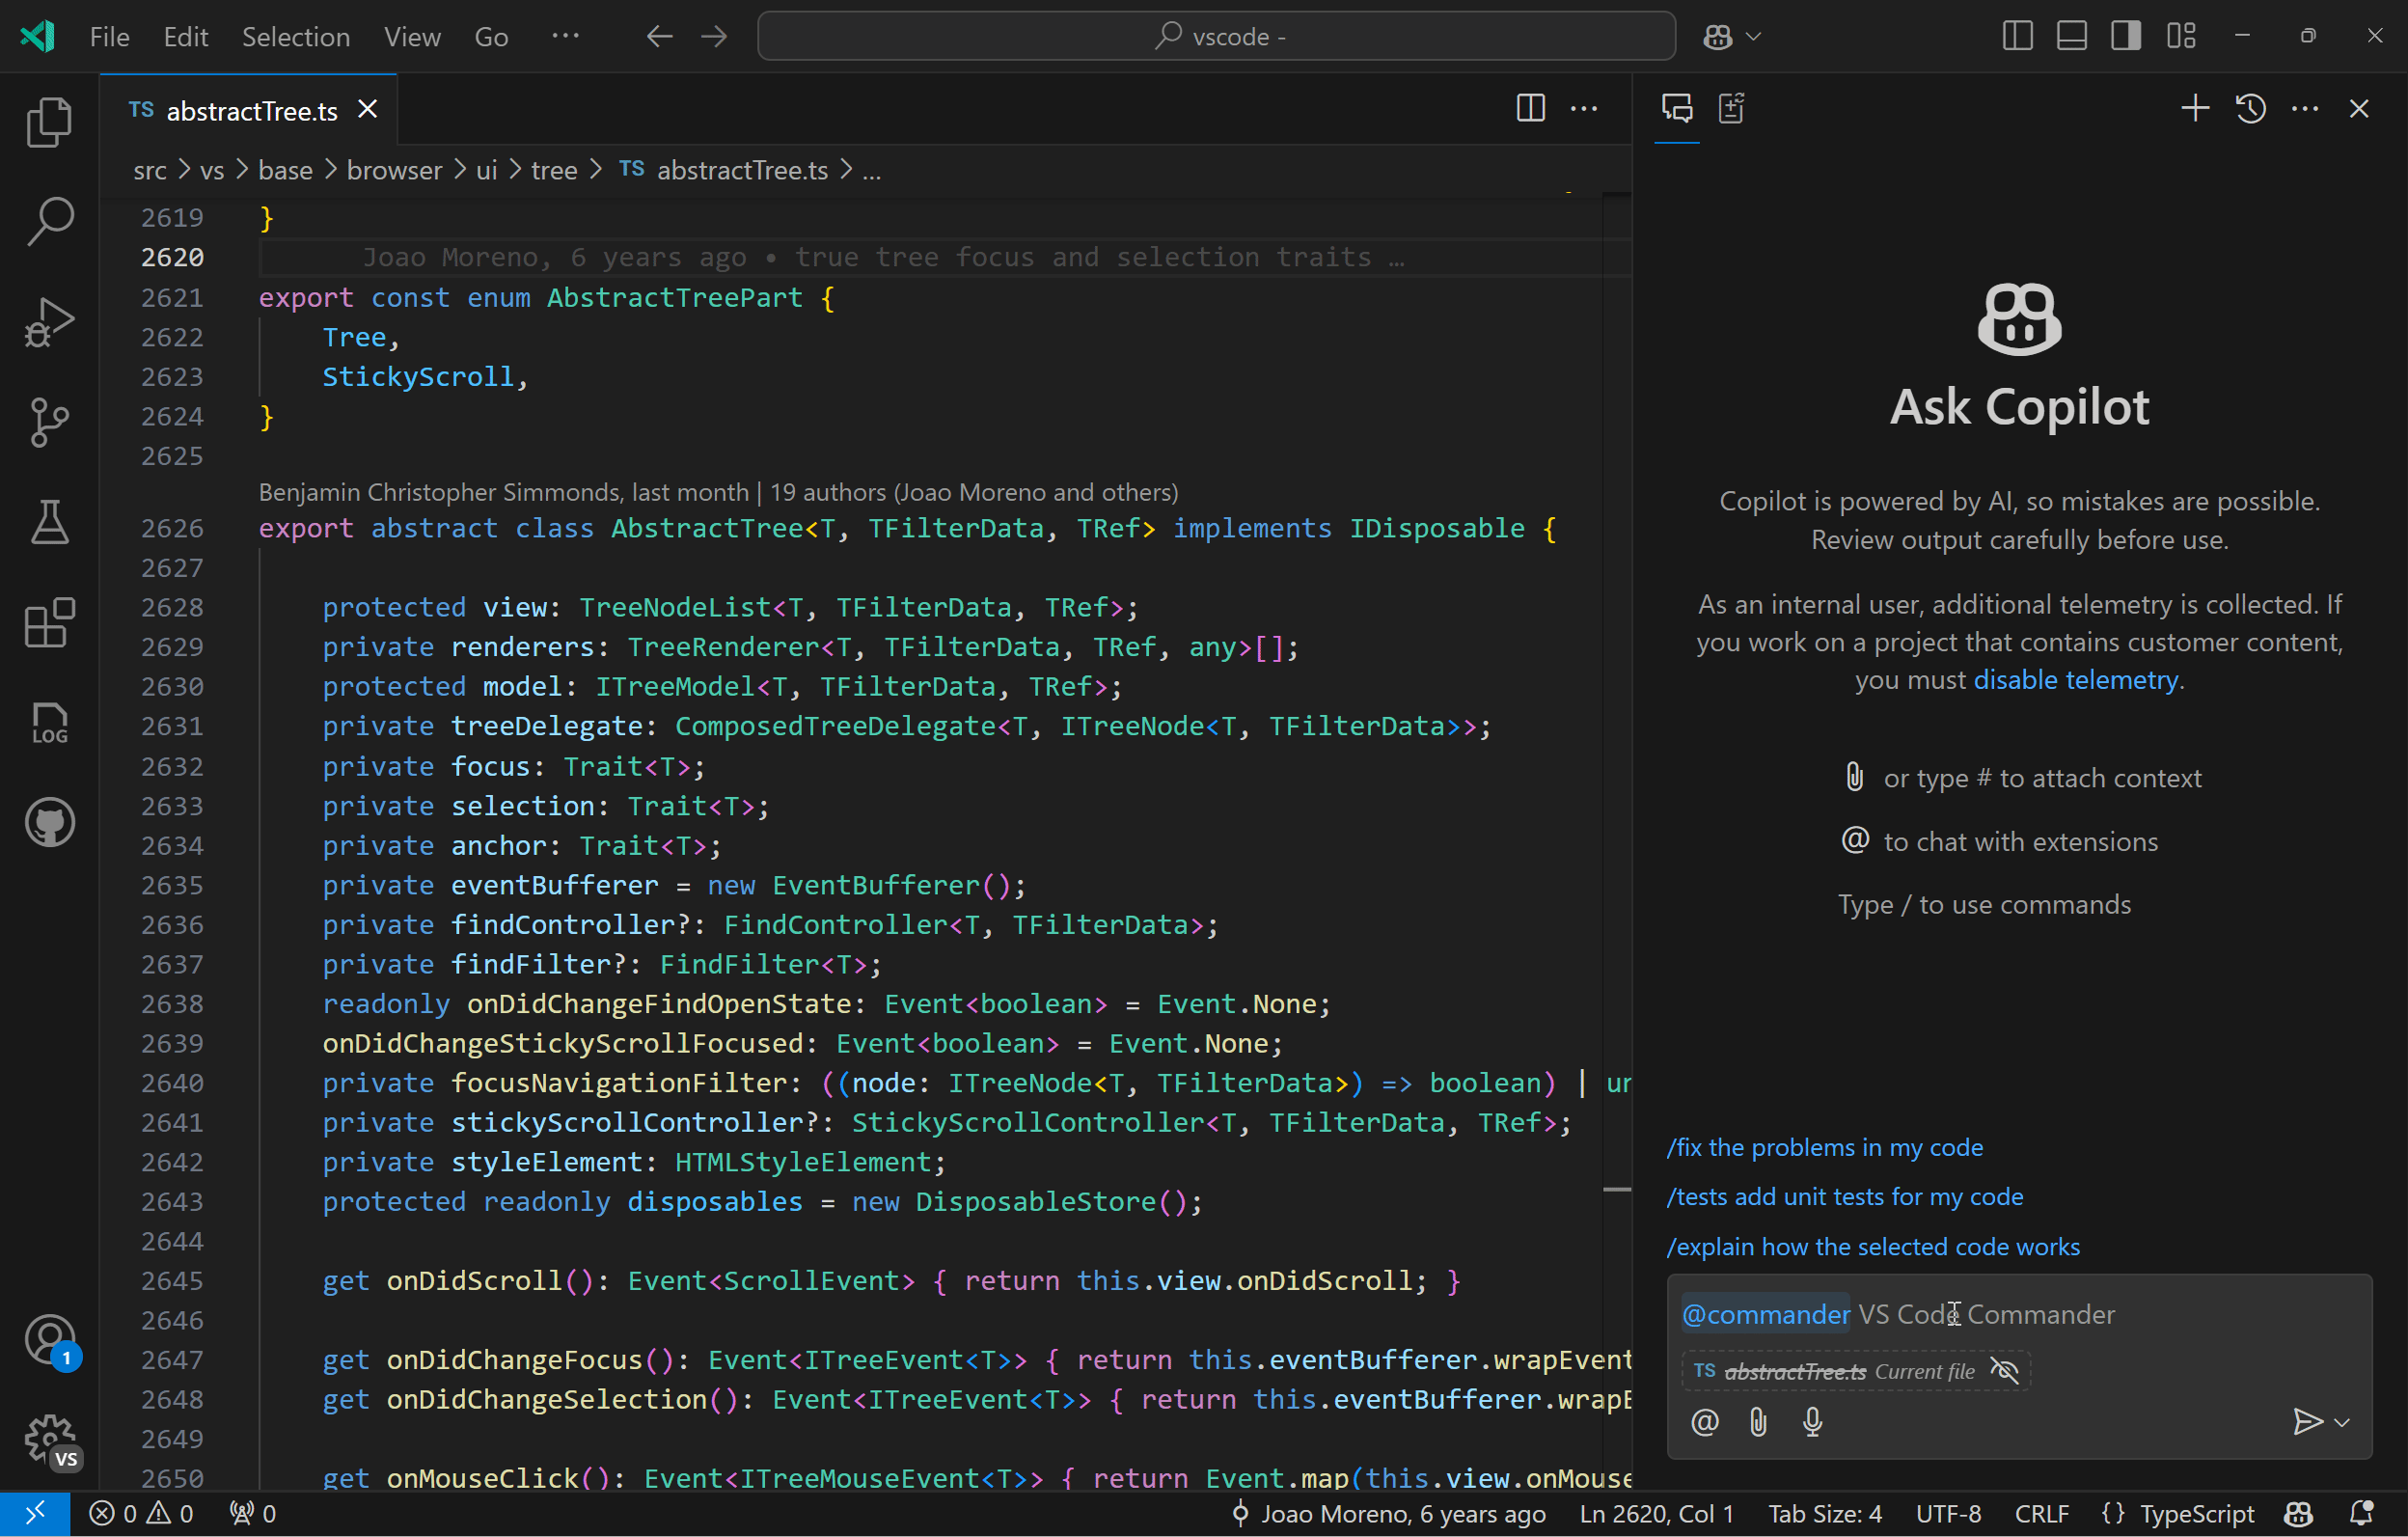 File Edit Selection View Go ··· vscode -
TS abstractTree.ts
src > vs > base > browser > ui > tree > TS abstractTree.ts > ...
2619 }
2620 Joao Moreno, 6 years ago • true tree focus and selection traits …
2621 export const enum AbstractTreePart {
2622 Tree,
2623 StickyScroll,
2624 }
2625
Benjamin Christopher Simmonds, last month | 19 authors (Joao Moreno and others)
2626 export abstract class AbstractTree<T, TFilterData, TRef> implements IDisposable {
2627
2628 protected view: TreeNodeList<T, TFilterData, TRef>;
2629 private renderers: TreeRenderer<T, TFilterData, TRef, any>[];
2630 protected model: ITreeModel<T, TFilterData, TRef>;
2631 private treeDelegate: ComposedTreeDelegate<T, ITreeNode<T, TFilterData>>;
2632 private focus: Trait<T>;
2633 private selection: Trait<T>;
2634 private anchor: Trait<T>;
2635 private eventBufferer = new EventBufferer();
2636 private findController?: FindController<T, TFilterData>;
2637 private findFilter?: FindFilter<T>;
2638 readonly onDidChangeFindOpenState: Event<boolean> = Event.None;
2639 onDidChangeStickyScrollFocused: Event<boolean> = Event.None;
2640 private focusNavigationFilter: ((node: ITreeNode<T, TFilterData>) => boolean) | ur
2641 private stickyScrollController?: StickyScrollController<T, TFilterData, TRef>;
2642 private styleElement: HTMLStyleElement;
2643 protected readonly disposables = new DisposableStore();
2644
2645 get onDidScroll(): Event<ScrollEvent> { return this.view.onDidScroll; }
2646
2647 get onDidChangeFocus(): Event<ITreeEvent<T>> { return this.eventBufferer.wrapEvent
2648 get onDidChangeSelection(): Event<ITreeEvent<T>> { return this.eventBufferer.wrapE
2649
2650 get onMouseClick(): Event<ITreeMouseEvent<T>> { return Event.map(this.view.onMouse
LOG
1
VS
Ask Copilot
Copilot is powered by AI, so mistakes are possible.
Review output carefully before use.
As an internal user, additional telemetry is collected. If
you work on a project that contains customer content,
you must disable telemetry.
or type # to attach context
@ to chat with extensions
Type / to use commands
/fix the problems in my code
/tests add unit tests for my code
/explain how the selected code works
@commander VS Code Commander
TS abstractTree.ts Current file
@
0 0 0 Joao Moreno, 6 years ago Ln 2620, Col 1 Tab Size: 4 UTF-8 CRLF {} TypeScript